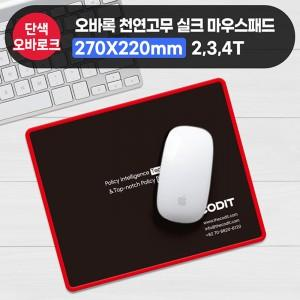 단색
오바로크
오바록 천연고무 실크 마우스패드
270X220mm 2,3,4T
Policy Intelligence
&Top-notch Policy
CODIT
www.thecodit.com